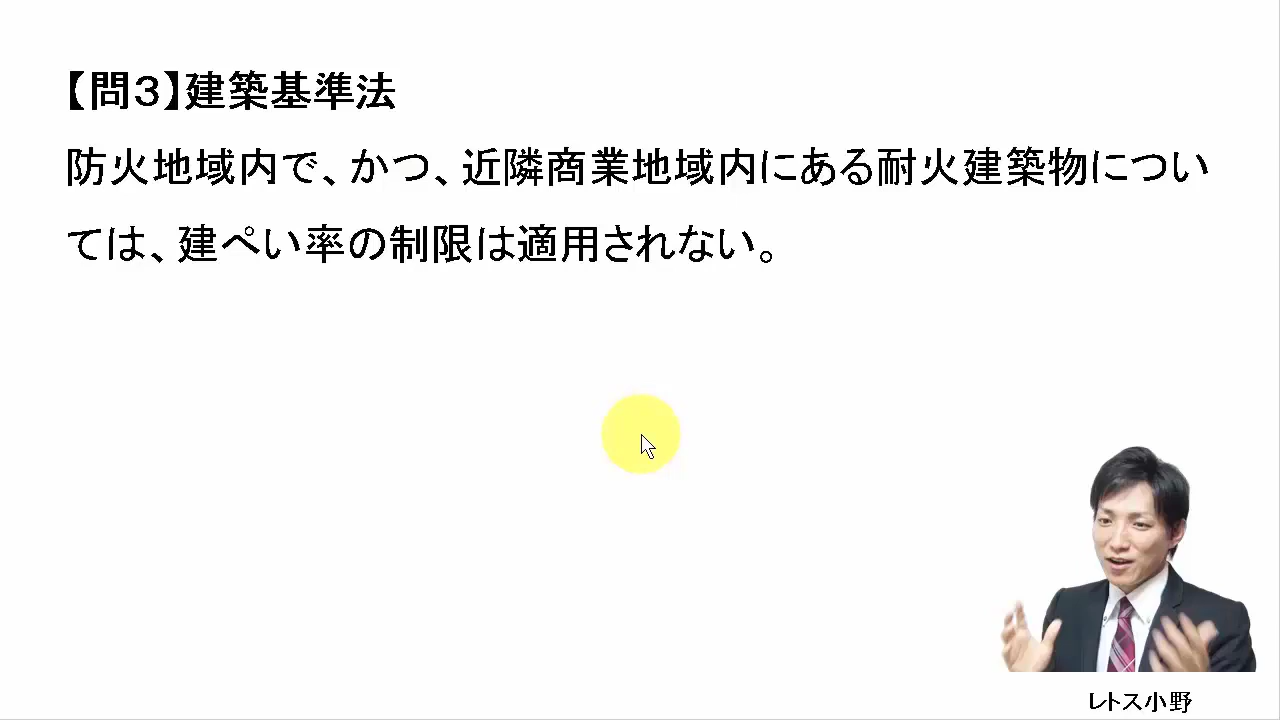 【問３】建築基準法
防火地域内で、かつ、近隣商業地域内にある耐火建築物につい
ては、建ぺい率の制限は適用されない。
レトス小野